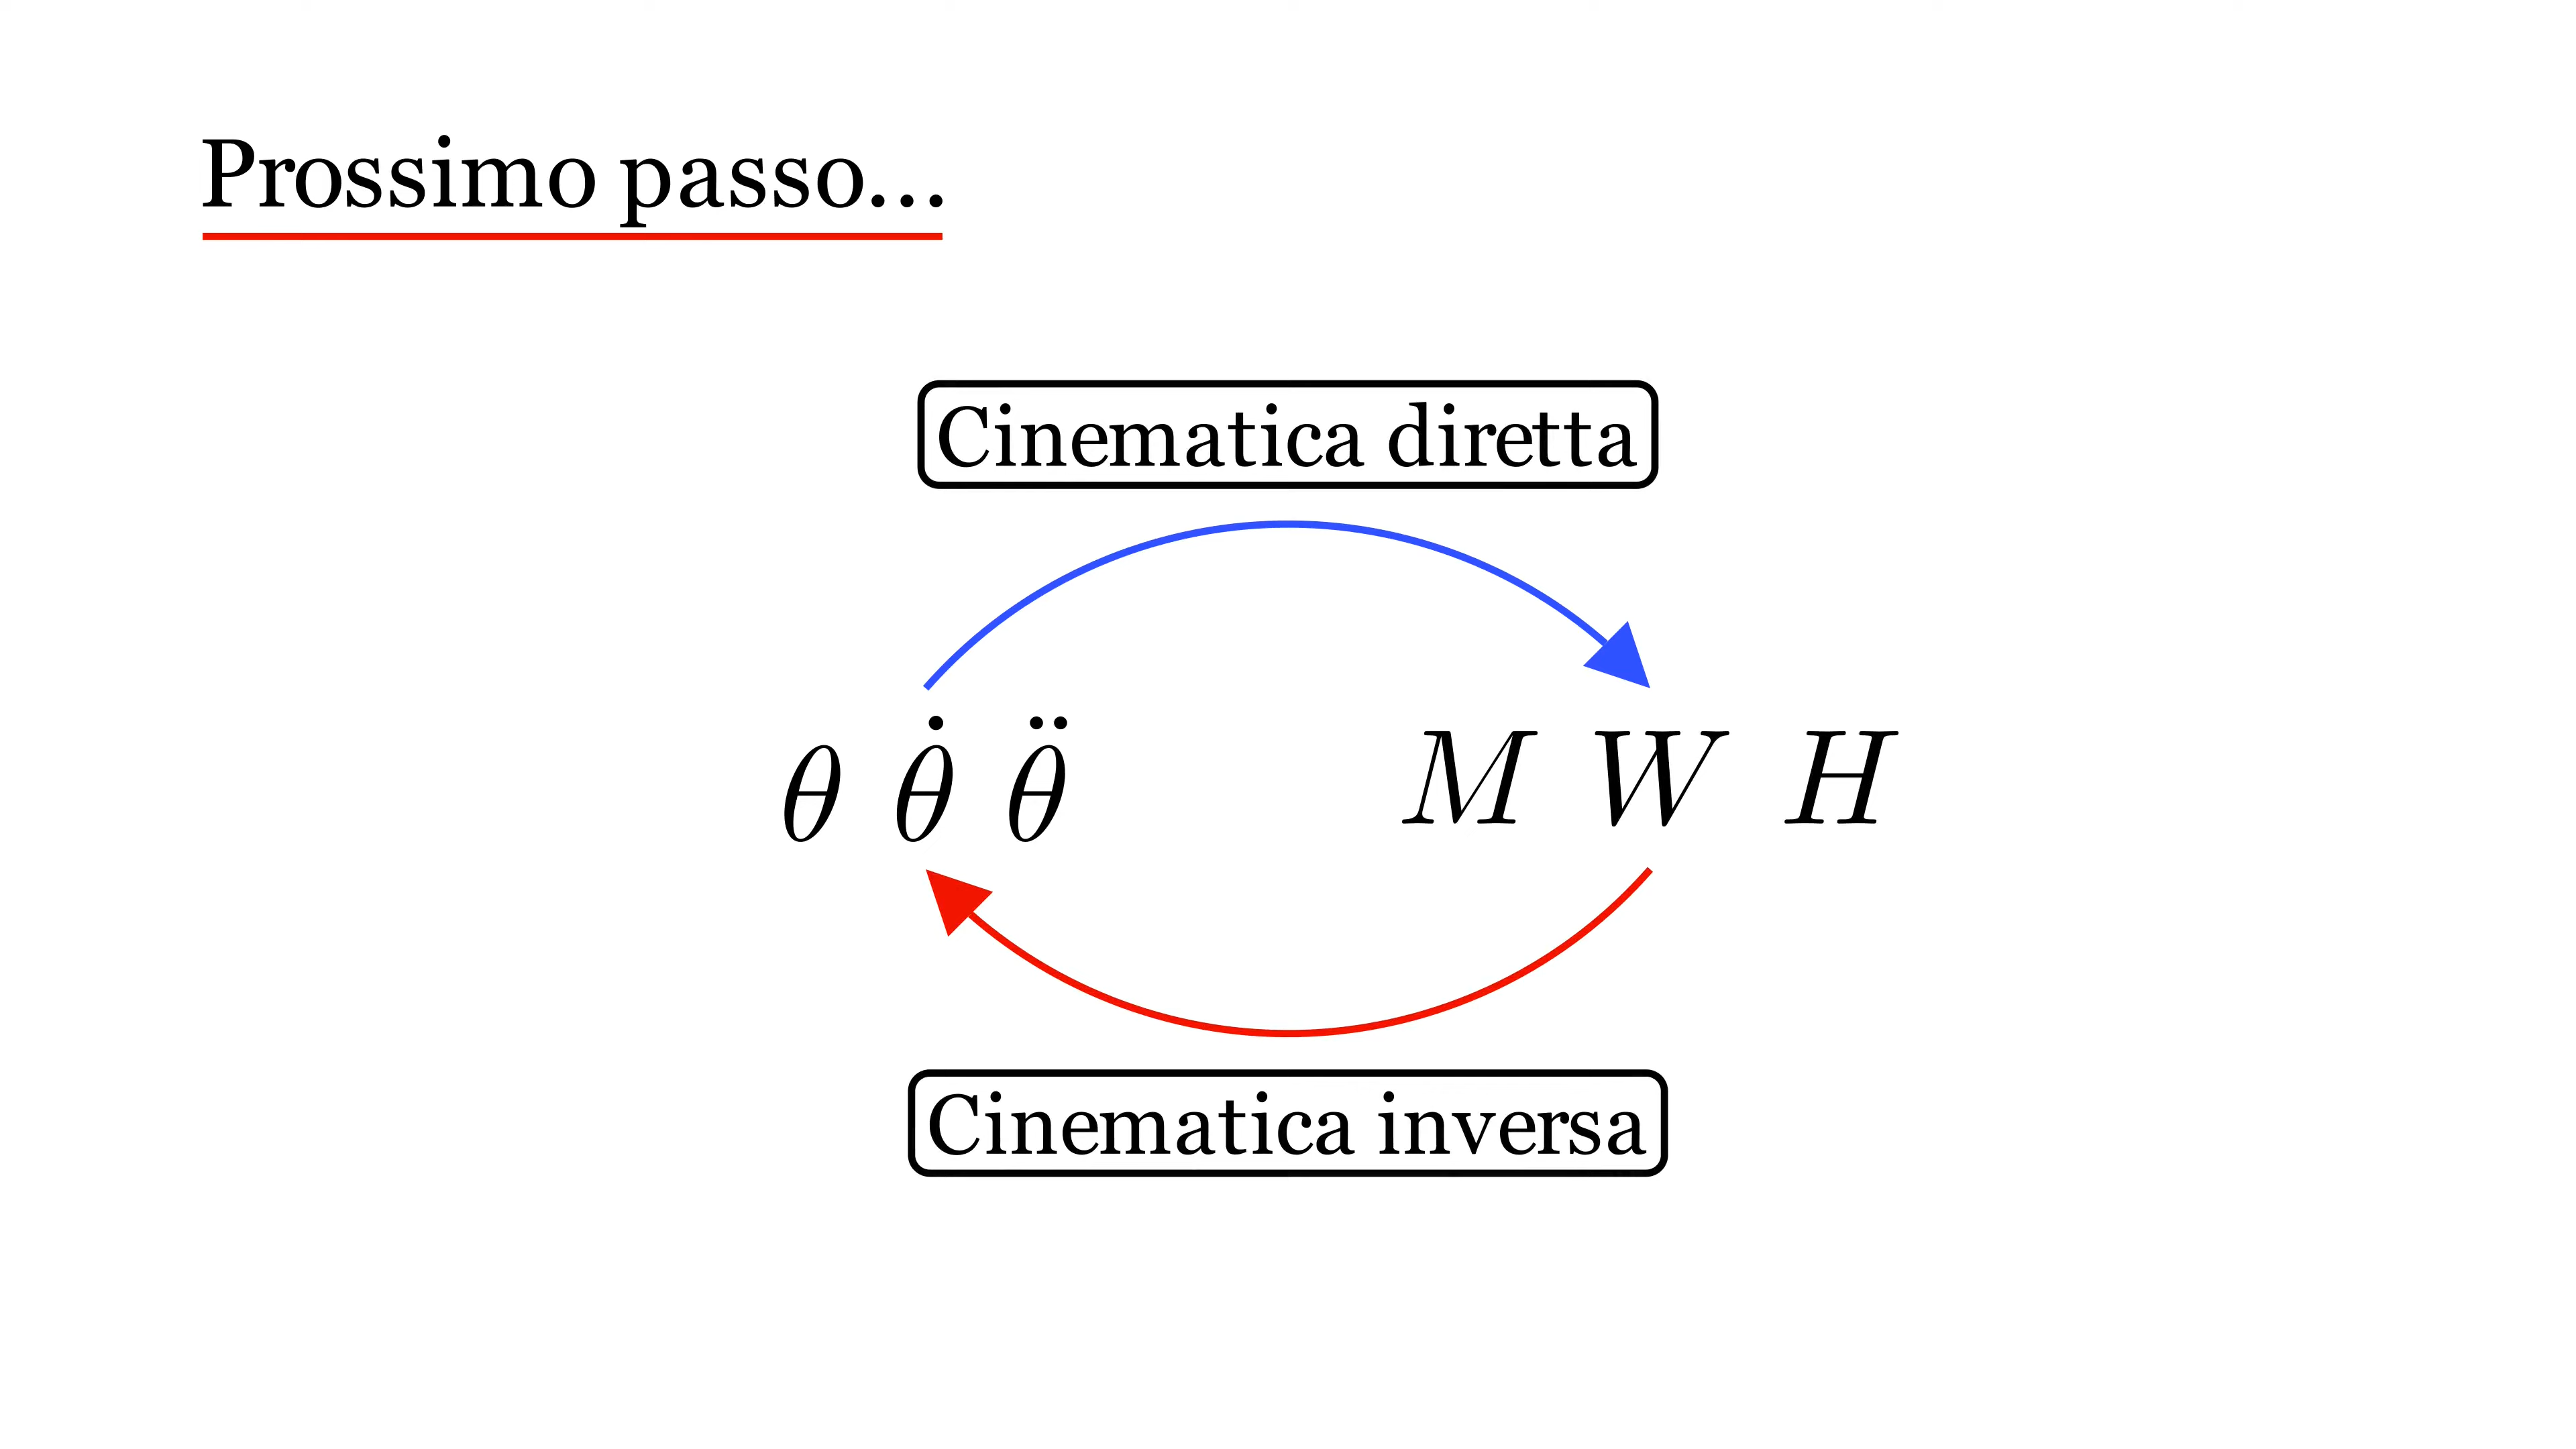 Prossimo passo...
Cinematica diretta
θ θ̇ θ̈ M W H
Cinematica inversa